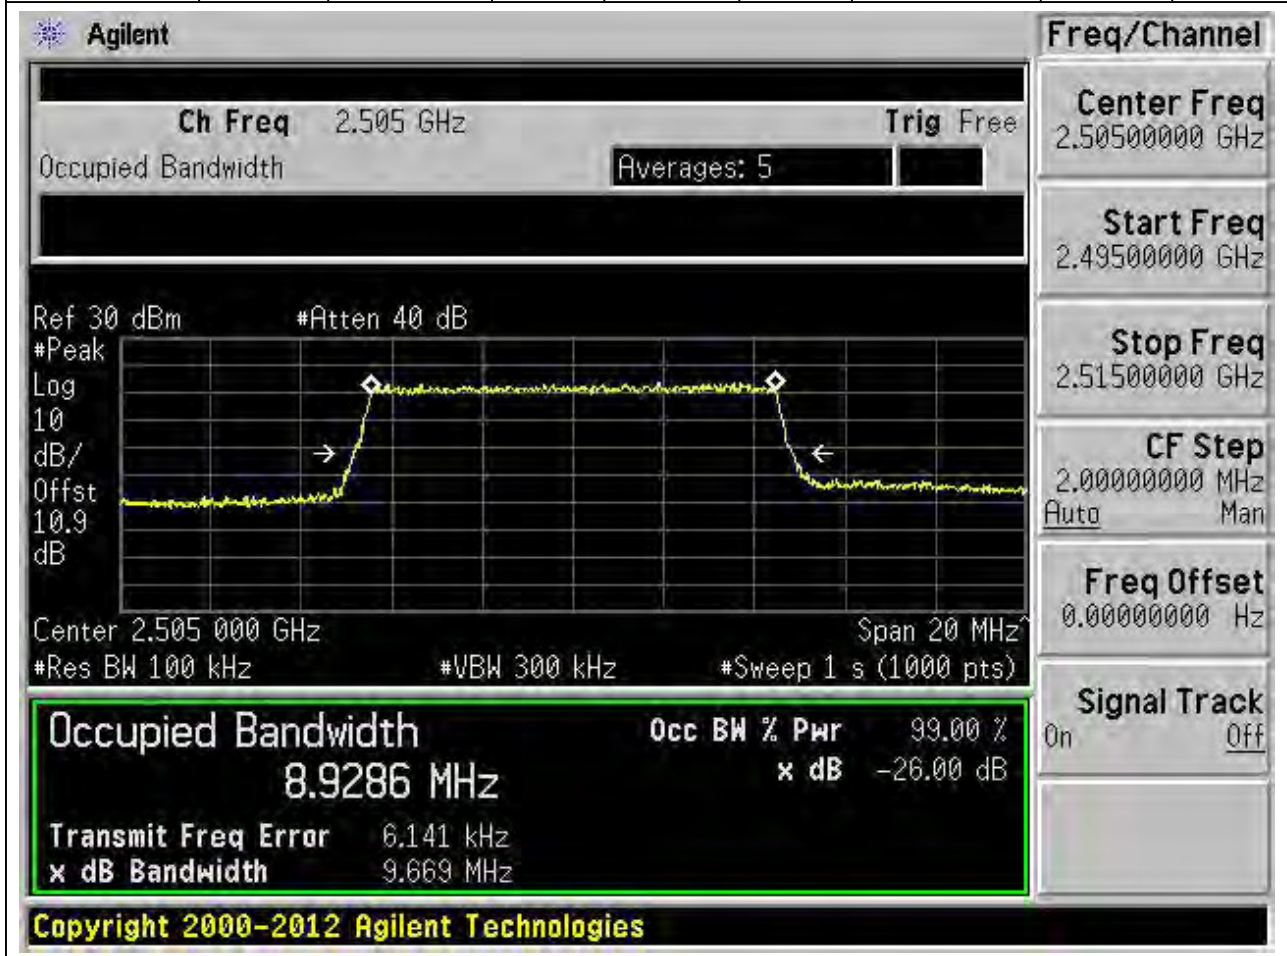 Agilent
Freq/Channel
Ch Freq 2.505 GHz Trig Free
Occupied Bandwidth Averages: 5
Center Freq
2.50500000 GHz
Start Freq
2.49500000 GHz
Stop Freq
2.51500000 GHz
CF Step
2.00000000 MHz
Auto Man
Freq Offset
0.00000000 Hz
Signal Track
On Off
Ref 30 dBm #Atten 40 dB
#Peak
Log
10
dB/
Offst
10.9
dB
Center 2.505 000 GHz Span 20 MHz^
#Res BW 100 kHz #VBW 300 kHz #Sweep 1 s (1000 pts)
Occupied Bandwidth Occ BW % Pwr 99.00 %
8.9286 MHz x dB -26.00 dB
Transmit Freq Error 6.141 kHz
x dB Bandwidth 9.669 MHz
Copyright 2000-2012 Agilent Technologies